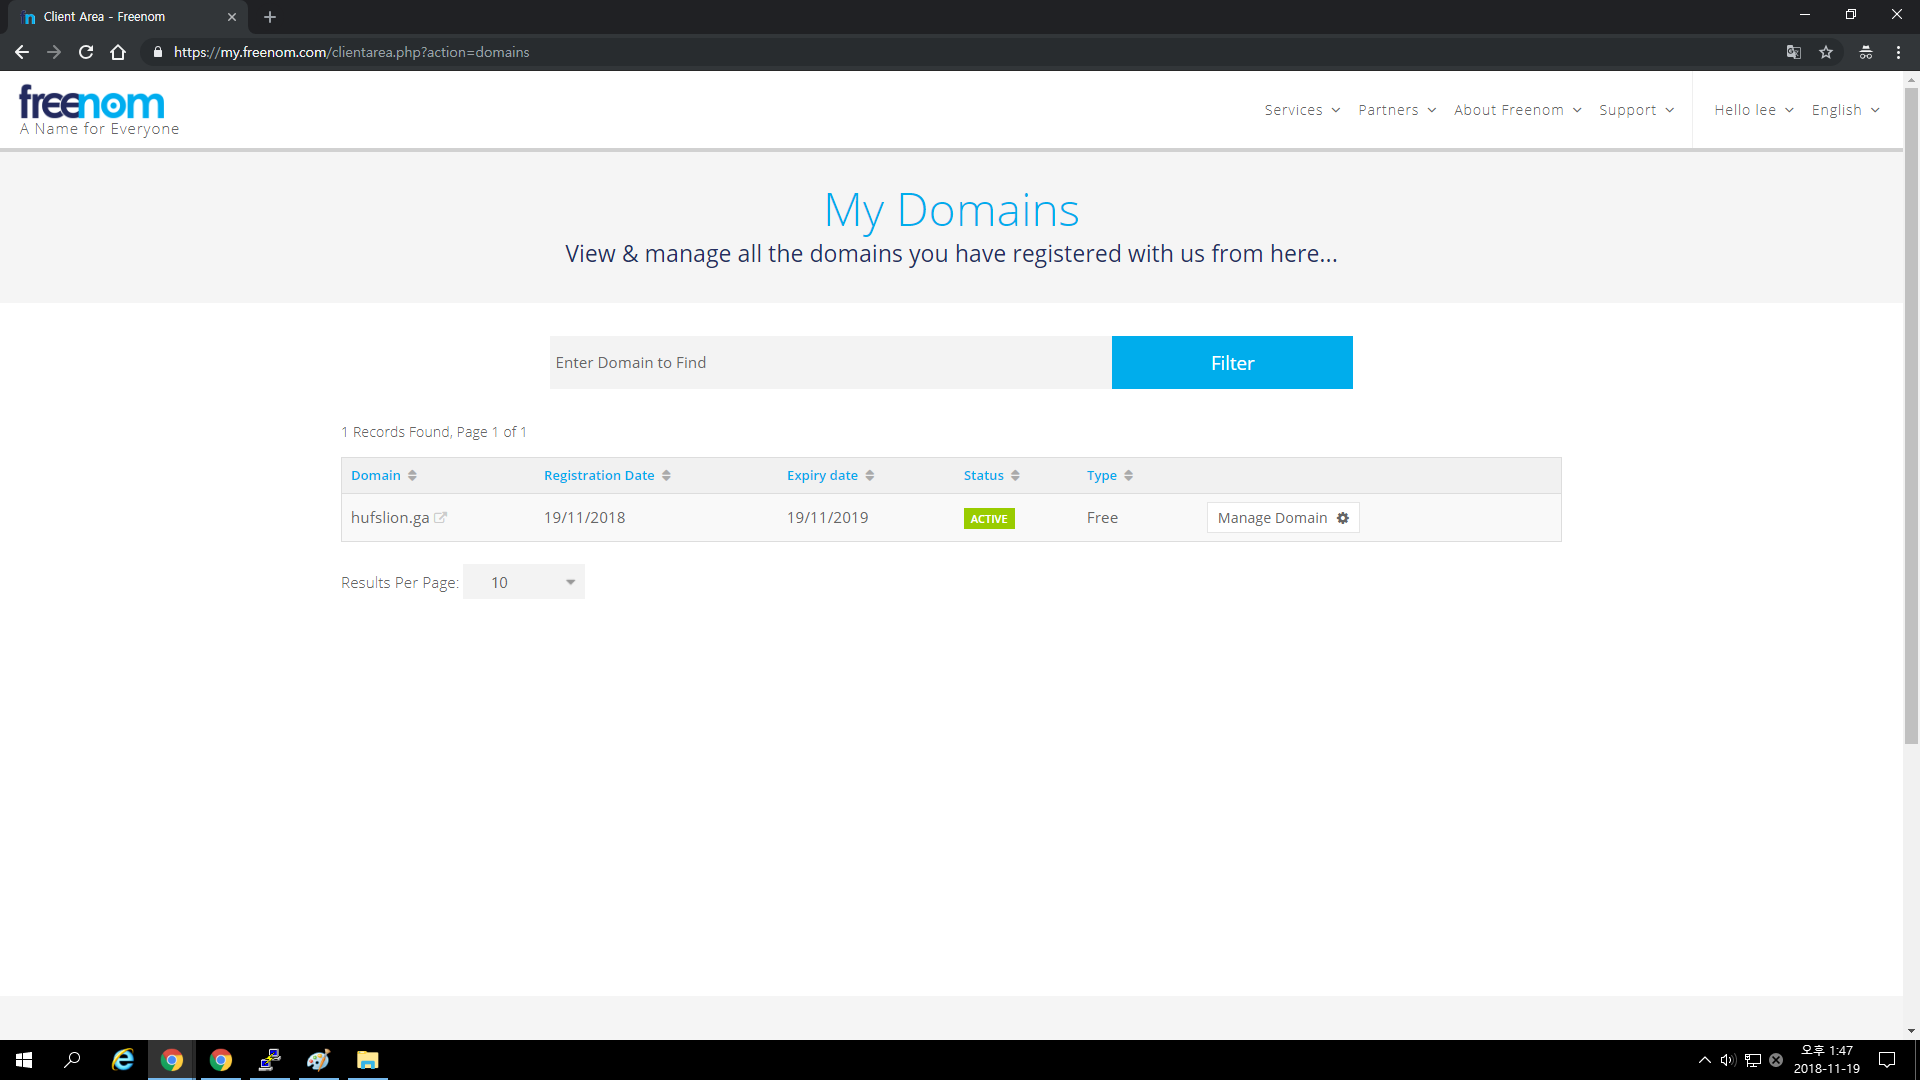 Client Area - Freenom
https://my.freenom.com/clientarea.php?action=domains
freenom
A Name for Everyone
Services Partners About Freenom Support Hello lee English
My Domains
View & manage all the domains you have registered with us from here...
Enter Domain to Find Filter
1 Records Found, Page 1 of 1
Domain Registration Date Expiry date Status Type
hufslion.ga 19/11/2018 19/11/2019 ACTIVE Free Manage Domain
Results Per Page: 10
오후 1:47
2018-11-19